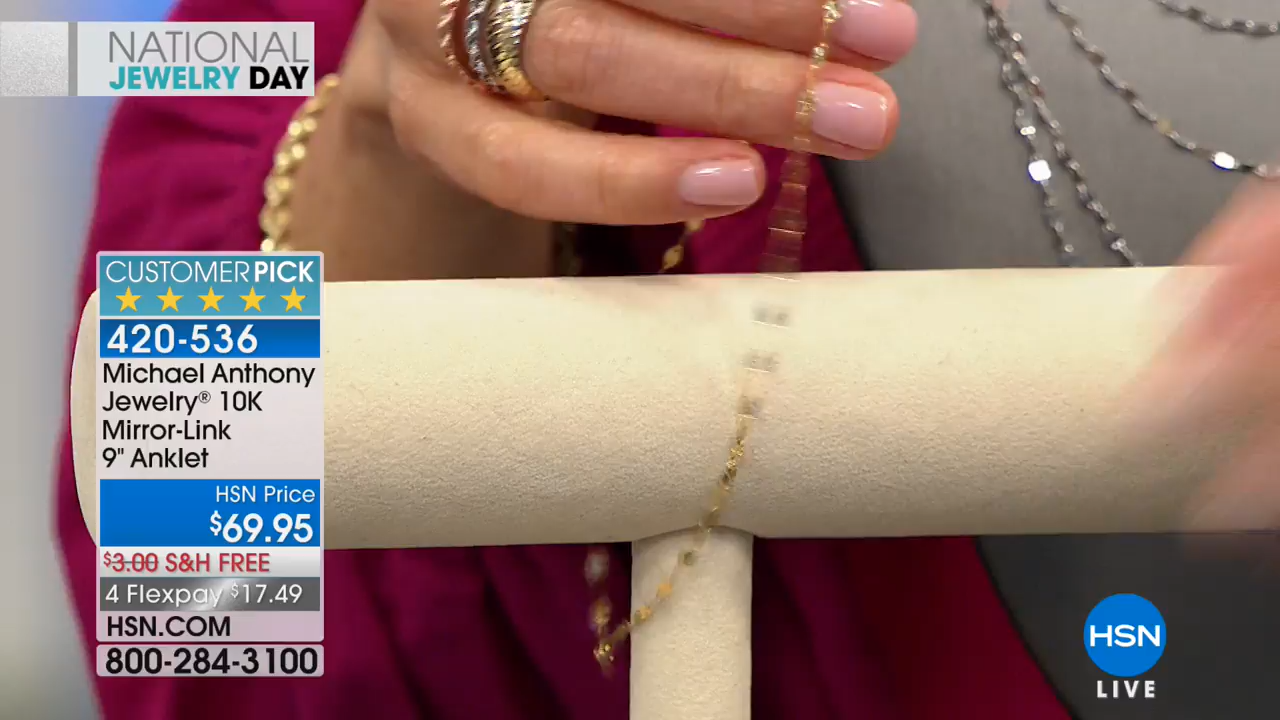 NATIONAL
JEWELRY DAY
CUSTOMER PICK
420-536
Michael Anthony
Jewelry® 10K
Mirror-Link
9" Anklet
HSN Price
$69.95
$3.00 S&H FREE
4 Flexpay $17.49
HSN.COM
800-284-3100
HSN
LIVE